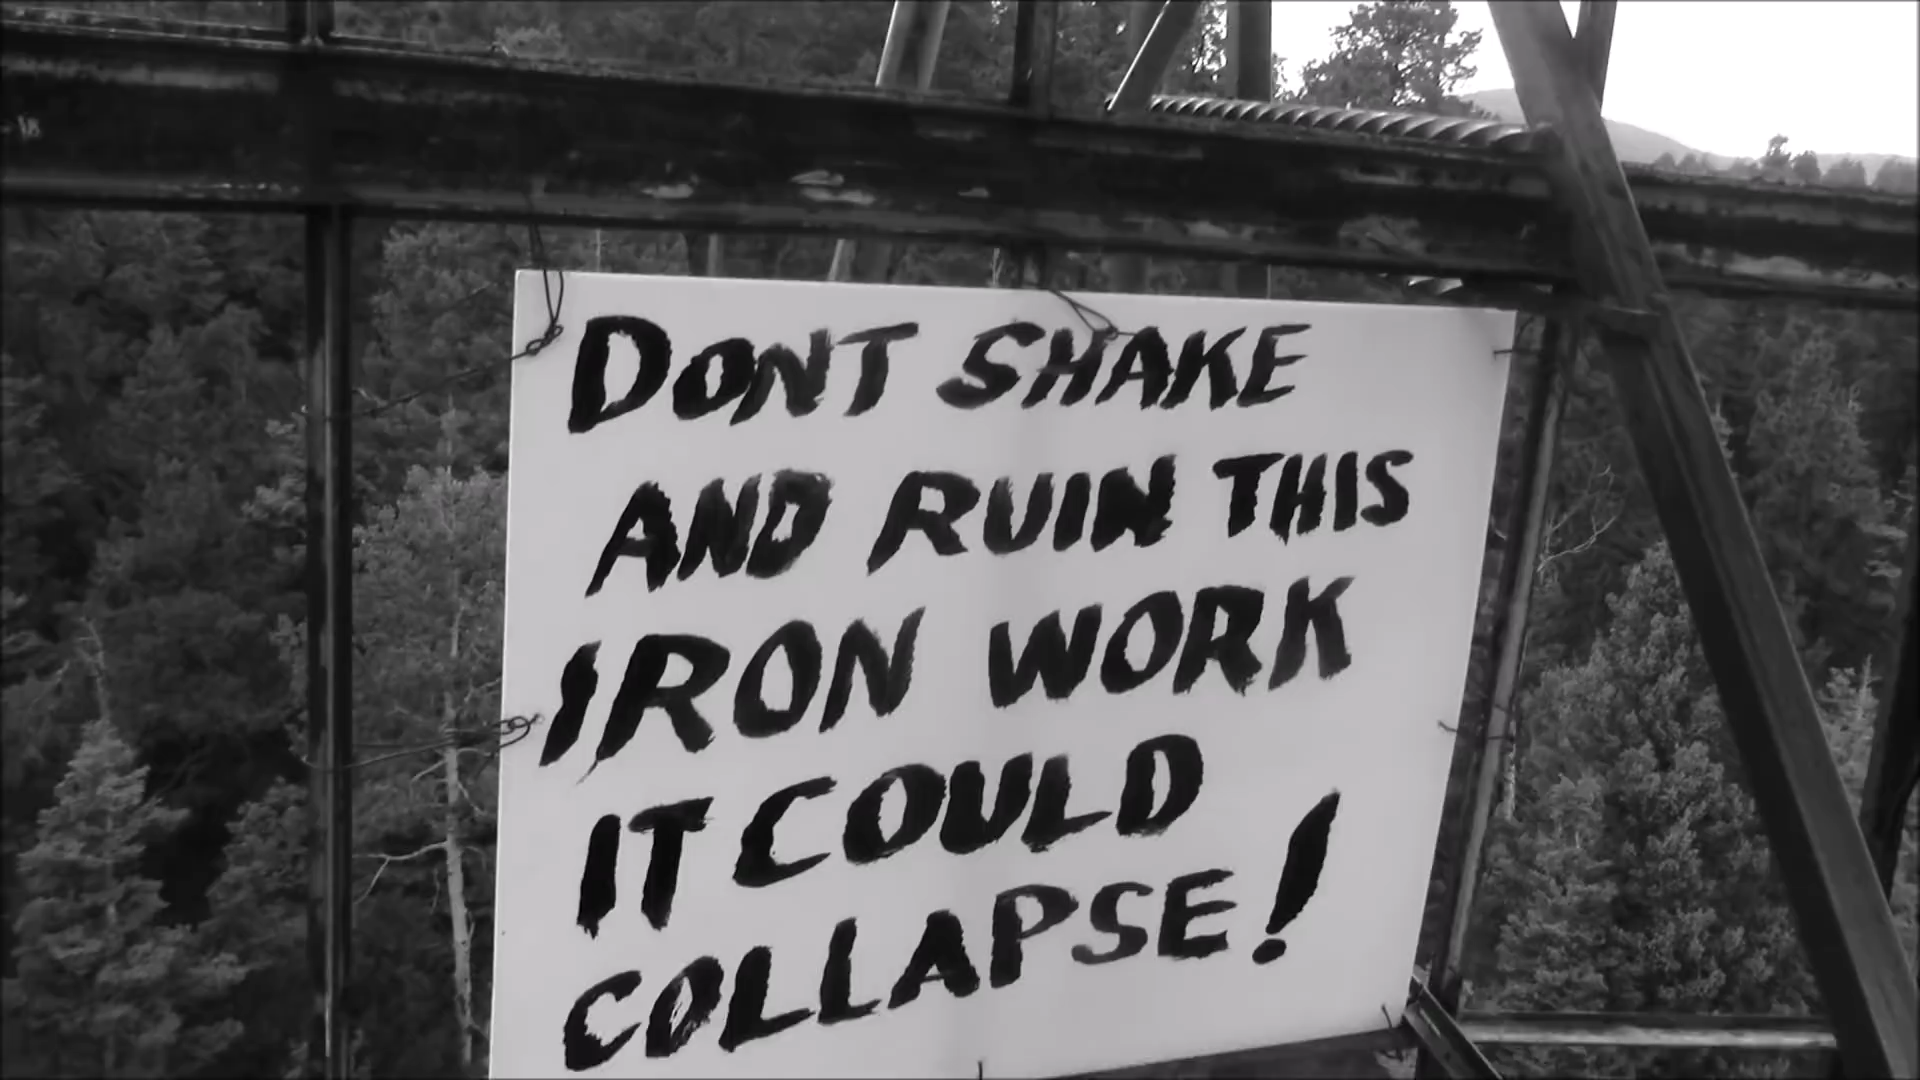 DONT SHAKE
AND RUIN THIS
IRON WORK
IT COULD
COLLAPSE!